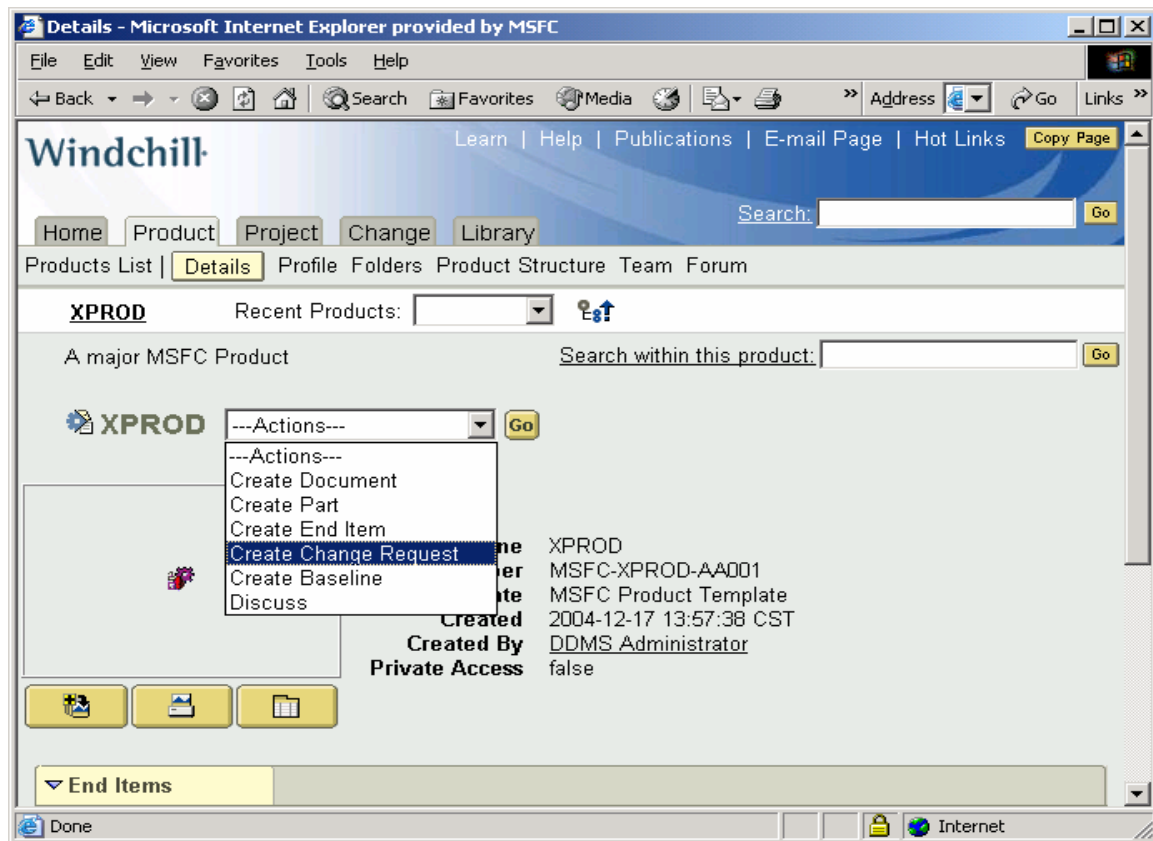 Details - Microsoft Internet Explorer provided by MSFC
File Edit View Favorites Tools Help
Back Search Favorites Media » Address Go Links »
Windchill
Learn | Help | Publications | E-mail Page | Hot Links Copy Page
Search: Go
Home Product Project Change Library
Products List | Details Profile Folders Product Structure Team Forum
XPROD Recent Products:
A major MSFC Product Search within this product: Go
XPROD ---Actions--- Go
---Actions---
Create Document
Create Part
Create End Item
Create Change Request
XPROD
Create Baseline
MSFC-XPROD-AA001
Discuss
MSFC Product Template
Created 2004-12-17 13:57:38 CST
Created By DDMS Administrator
Private Access false
End Items
Done Internet